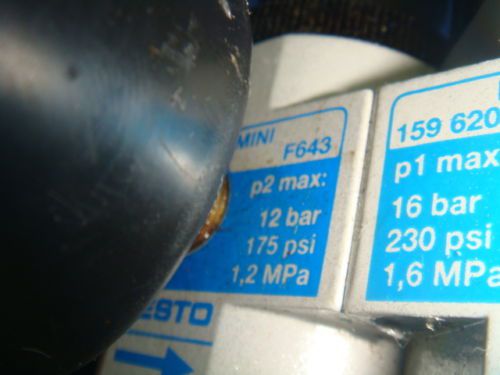 MINI
F643
p2 max:
12 bar
175 psi
1,2 MPa
ESTO
159 620
p1 max
16 bar
230 psi
1,6 MPa